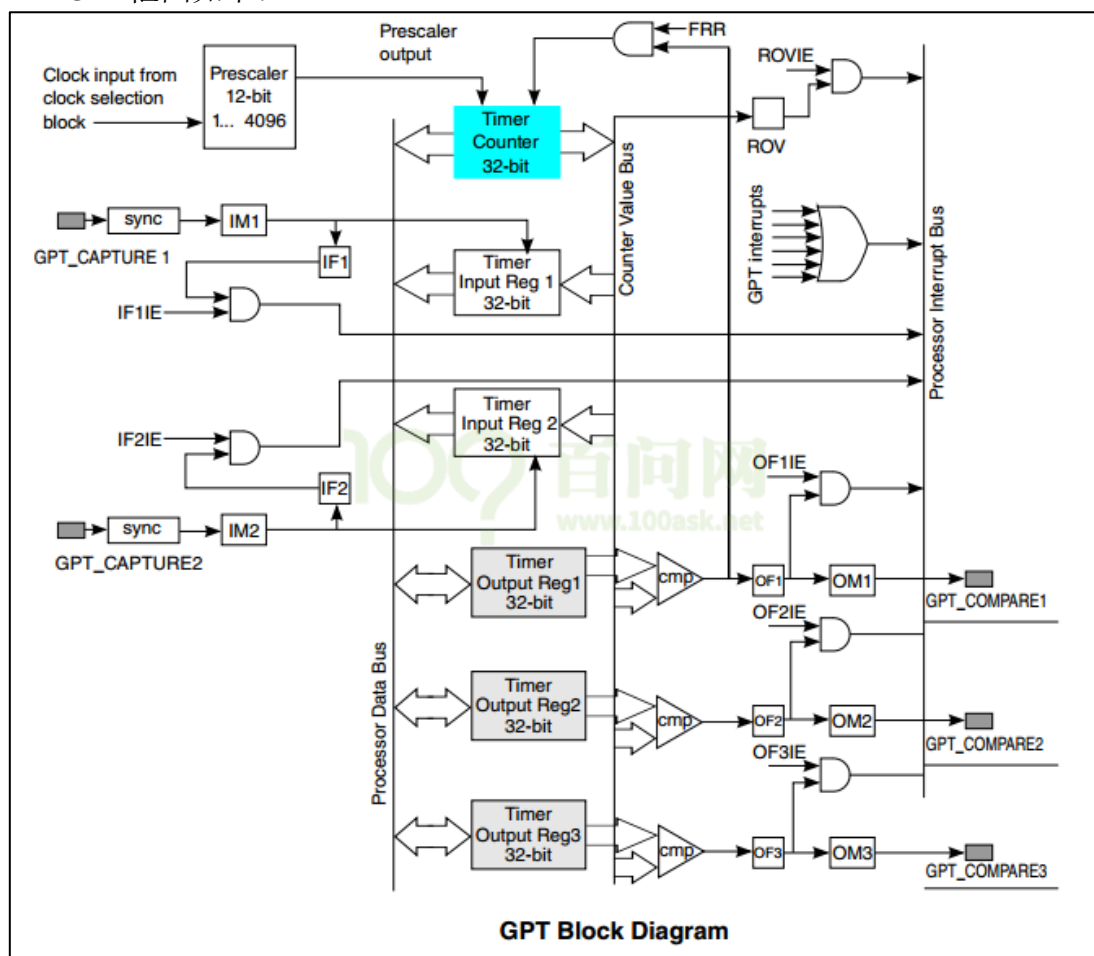 Prescaler
output
FRR
ROVIE
Clock input from
clock selection
block
Prescaler
12-bit
1... 4096
Timer
Counter
32-bit
ROV
Counter Value Bus
GPT interrupts
Processor Interrupt Bus
sync
IM1
GPT_CAPTURE 1
IF1
Timer
Input Reg 1
32-bit
IF1IE
Timer
Input Reg 2
32-bit
IF2IE
IF2
sync
IM2
GPT_CAPTURE2
百问网
www.100ask.net
OF1IE
Timer
Output Reg1
32-bit
cmp
OF1
OM1
GPT_COMPARE1
OF2IE
Processor Data Bus
Timer
Output Reg2
32-bit
cmp
OF2
OM2
GPT_COMPARE2
OF3IE
Timer
Output Reg3
32-bit
cmp
OF3
OM3
GPT_COMPARE3
GPT Block Diagram